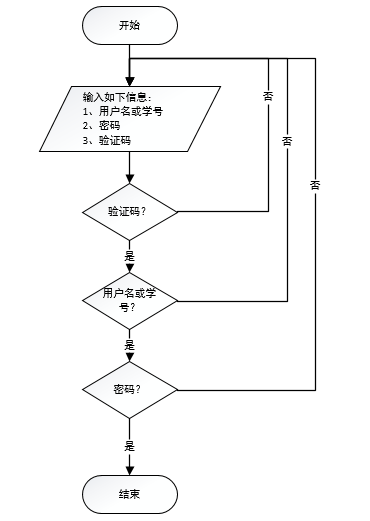 开始
输入如下信息:
1、用户名或学号
2、密码
3、验证码
否
否
否
验证码?
是
用户名或学
号?
是
密码?
是
结束